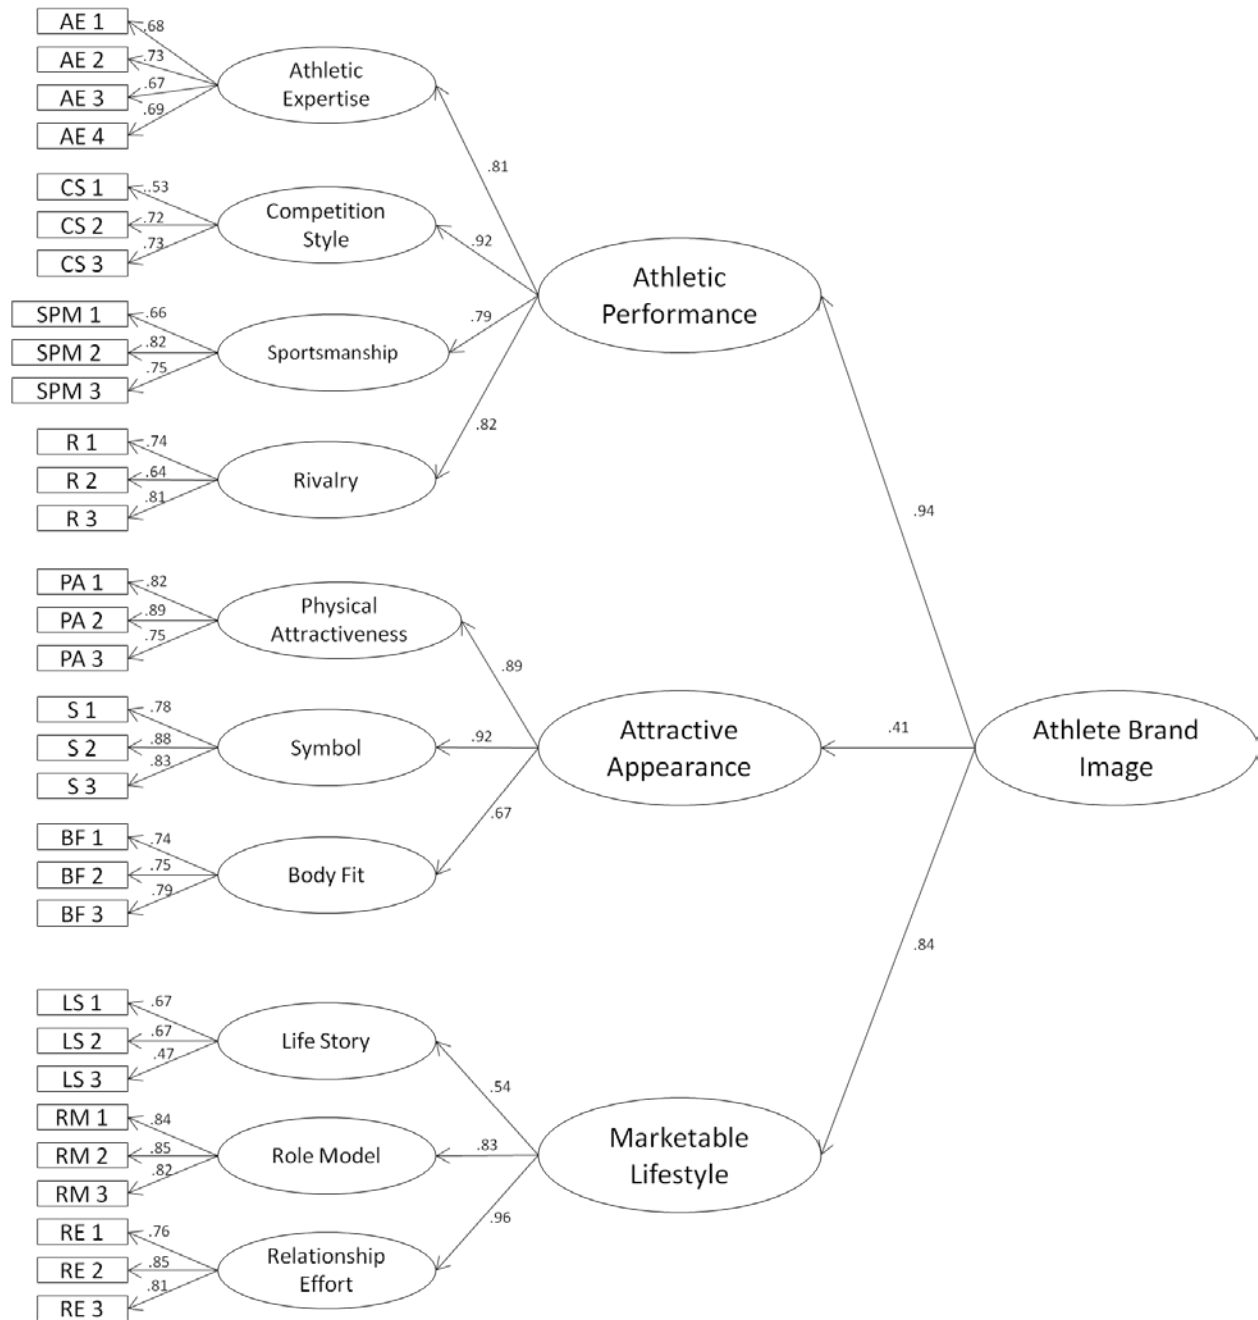 AE 1
.68
AE 2
.73
AE 3
.67
AE 4
.69
Athletic
Expertise
.81
CS 1
..53
CS 2
.72
CS 3
.73
Competition
Style
.92
SPM 1
.66
SPM 2
.82
SPM 3
.75
Sportsmanship
.79
R 1
.74
R 2
.64
R 3
.81
Rivalry
.82
Athletic
Performance
.94
PA 1
.82
PA 2
.89
PA 3
.75
Physical
Attractiveness
.89
S 1
.78
S 2
.88
S 3
.83
Symbol
.92
BF 1
.74
BF 2
.75
BF 3
.79
Body Fit
.67
Attractive
Appearance
.41
Athlete Brand
Image
LS 1
.67
LS 2
.67
LS 3
.47
Life Story
.54
RM 1
.84
RM 2
.85
RM 3
.82
Role Model
.83
RE 1
.76
RE 2
.85
RE 3
.81
Relationship
Effort
.96
Marketable
Lifestyle
.84